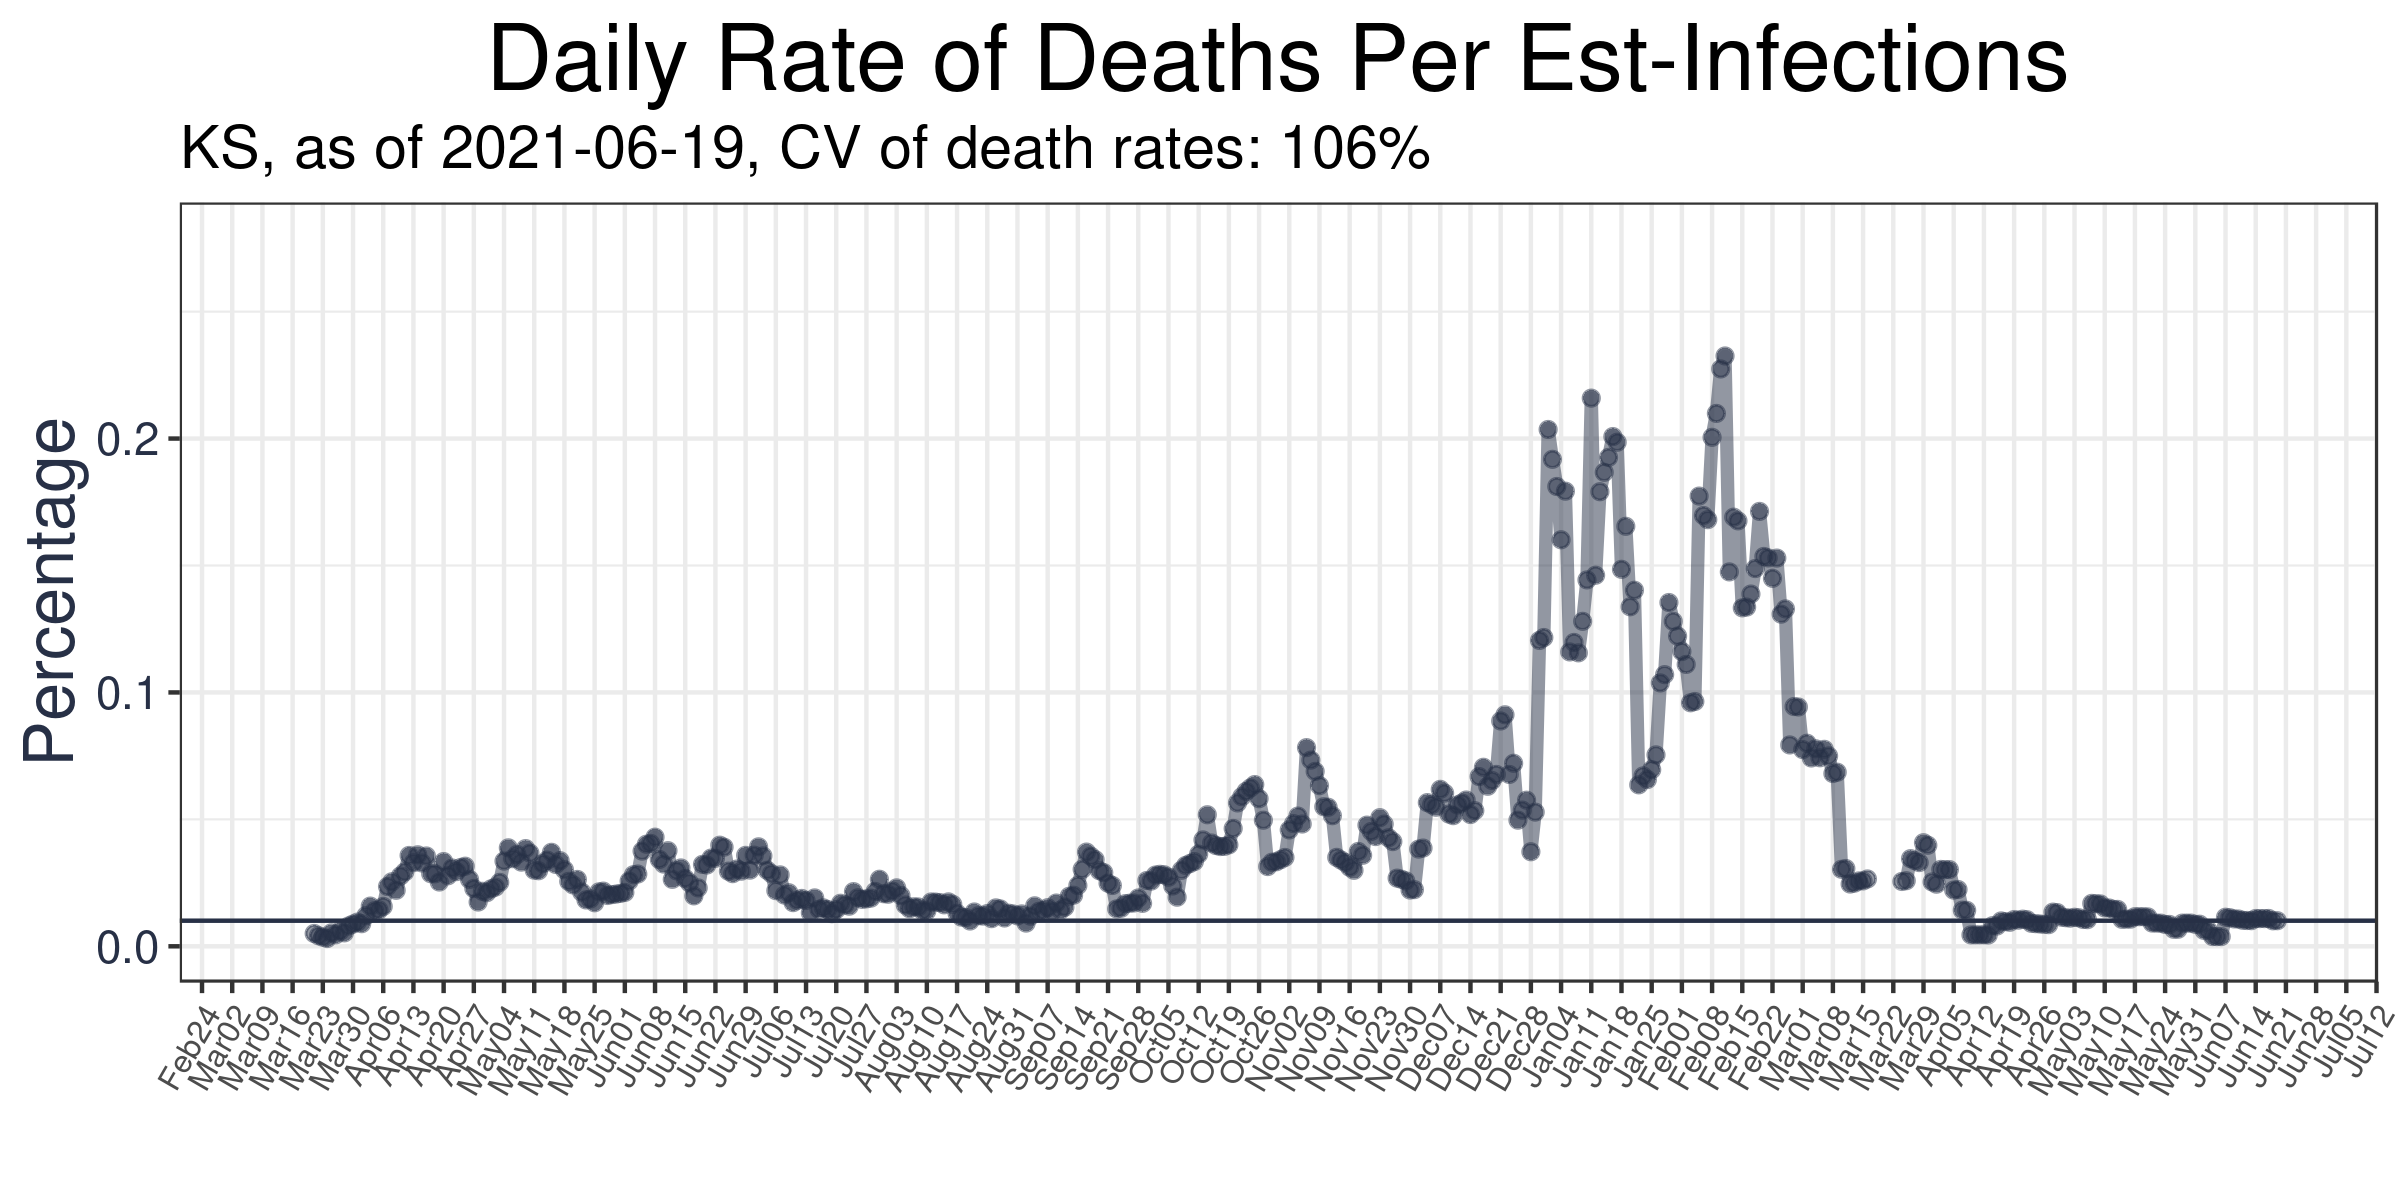 Daily Rate of Deaths Per Est-Infections
KS, as of 2021-06-19, CV of death rates: 106%
Percentage
0.2
0.1
0.0
Feb24
Mar02
Mar09
Mar16
Mar23
Mar30
Apr06
Apr13
Apr20
Apr27
May04
May11
May18
May25
Jun01
Jun08
Jun15
Jun22
Jun29
Jul06
Jul13
Jul20
Jul27
Aug03
Aug10
Aug17
Aug24
Aug31
Sep07
Sep14
Sep21
Sep28
Oct05
Oct12
Oct19
Oct26
Nov02
Nov09
Nov16
Nov23
Nov30
Dec07
Dec14
Dec21
Dec28
Jan04
Jan11
Jan18
Jan25
Feb01
Feb08
Feb15
Feb22
Mar01
Mar08
Mar15
Mar22
Mar29
Apr05
Apr12
Apr19
Apr26
May03
May10
May17
May24
May31
Jun07
Jun14
Jun21
Jun28
Jul05
Jul12